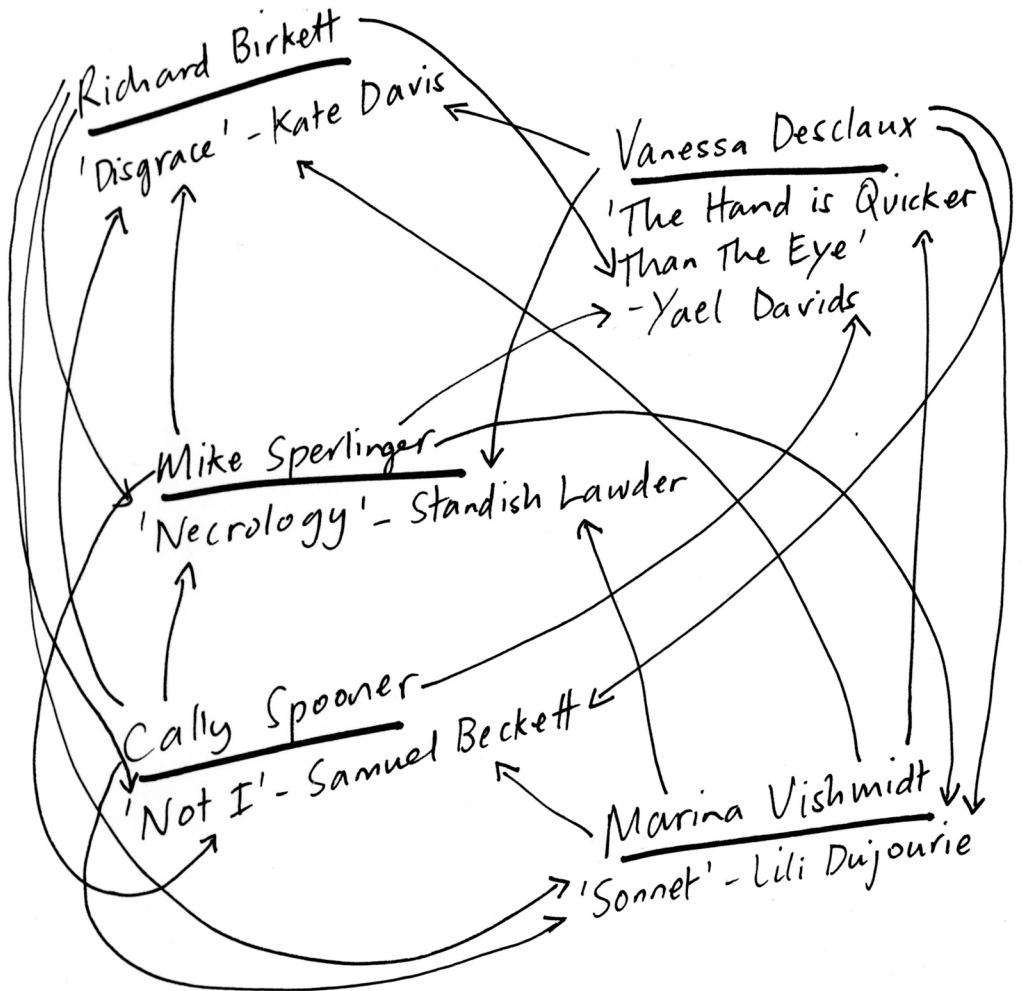 Richard Birkett
'Disgrace' - Kate Davis
Vanessa Desclaux
'The Hand is Quicker
Than The Eye'
- Yael Davids
Mike Sperlinger
'Necrology' - Standish Lawder
Cally Spooner
'Not I' - Samuel Beckett
Marina Vishmidt
'Sonnet' - Lili Dujourie